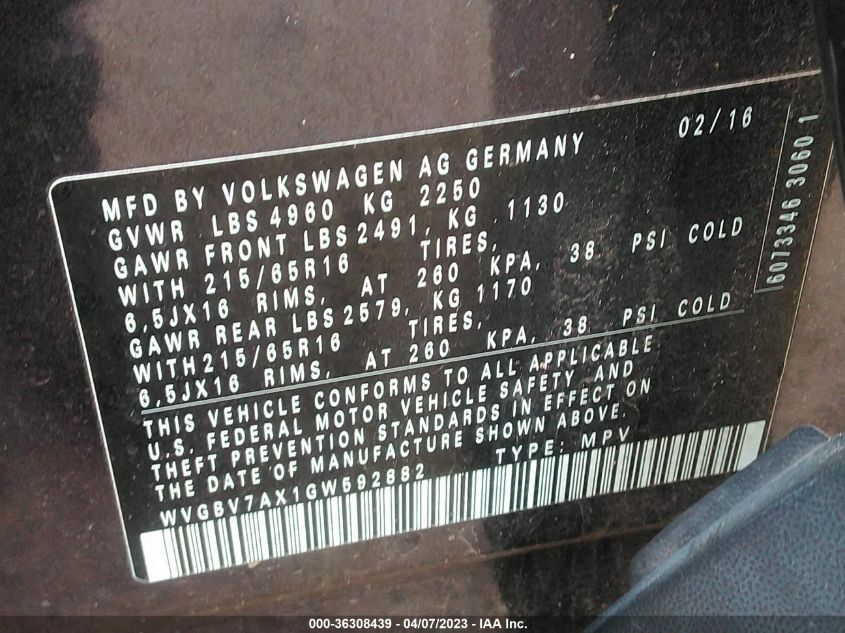 02/16
MFD BY VOLKSWAGEN AG GERMANY
GVWR LBS 4960 KG 2250
GAWR FRONT LBS 2491, KG 1130
WITH 215/65R16 TIRES,
6,5JX16 RIMS, AT 260 KPA, 38 PSI COLD
GAWR REAR LBS 2579, KG 1170
WITH 215/65R16 TIRES,
6,5JX16 RIMS, AT 260 KPA, 38 PSI COLD
THIS VEHICLE CONFORMS TO ALL APPLICABLE
U.S. FEDERAL MOTOR VEHICLE SAFETY AND
THEFT PREVENTION STANDARDS IN EFFECT ON
THE DATE OF MANUFACTURE SHOWN ABOVE.
WVGBV7AX1GW592882 TYPE: MPV
6073346 3060 1
000-36308439 - 04/07/2023 - IAA Inc.